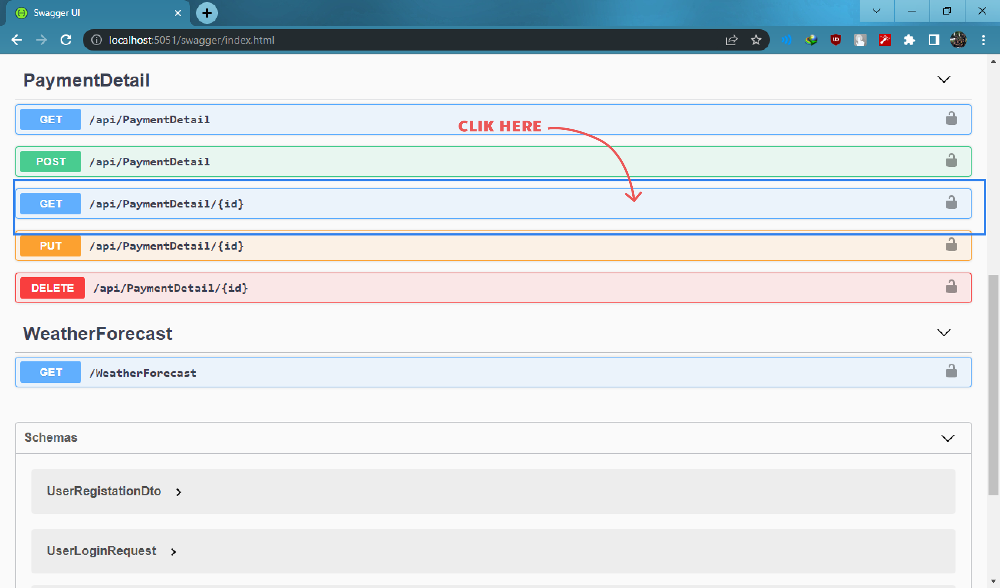 Swagger UI
localhost:5051/swagger/index.html
PaymentDetail
GET /api/PaymentDetail
CLIK HERE
POST /api/PaymentDetail
GET /api/PaymentDetail/{id}
PUT /api/PaymentDetail/{id}
DELETE /api/PaymentDetail/{id}
WeatherForecast
GET /WeatherForecast
Schemas
UserRegistationDto
UserLoginRequest